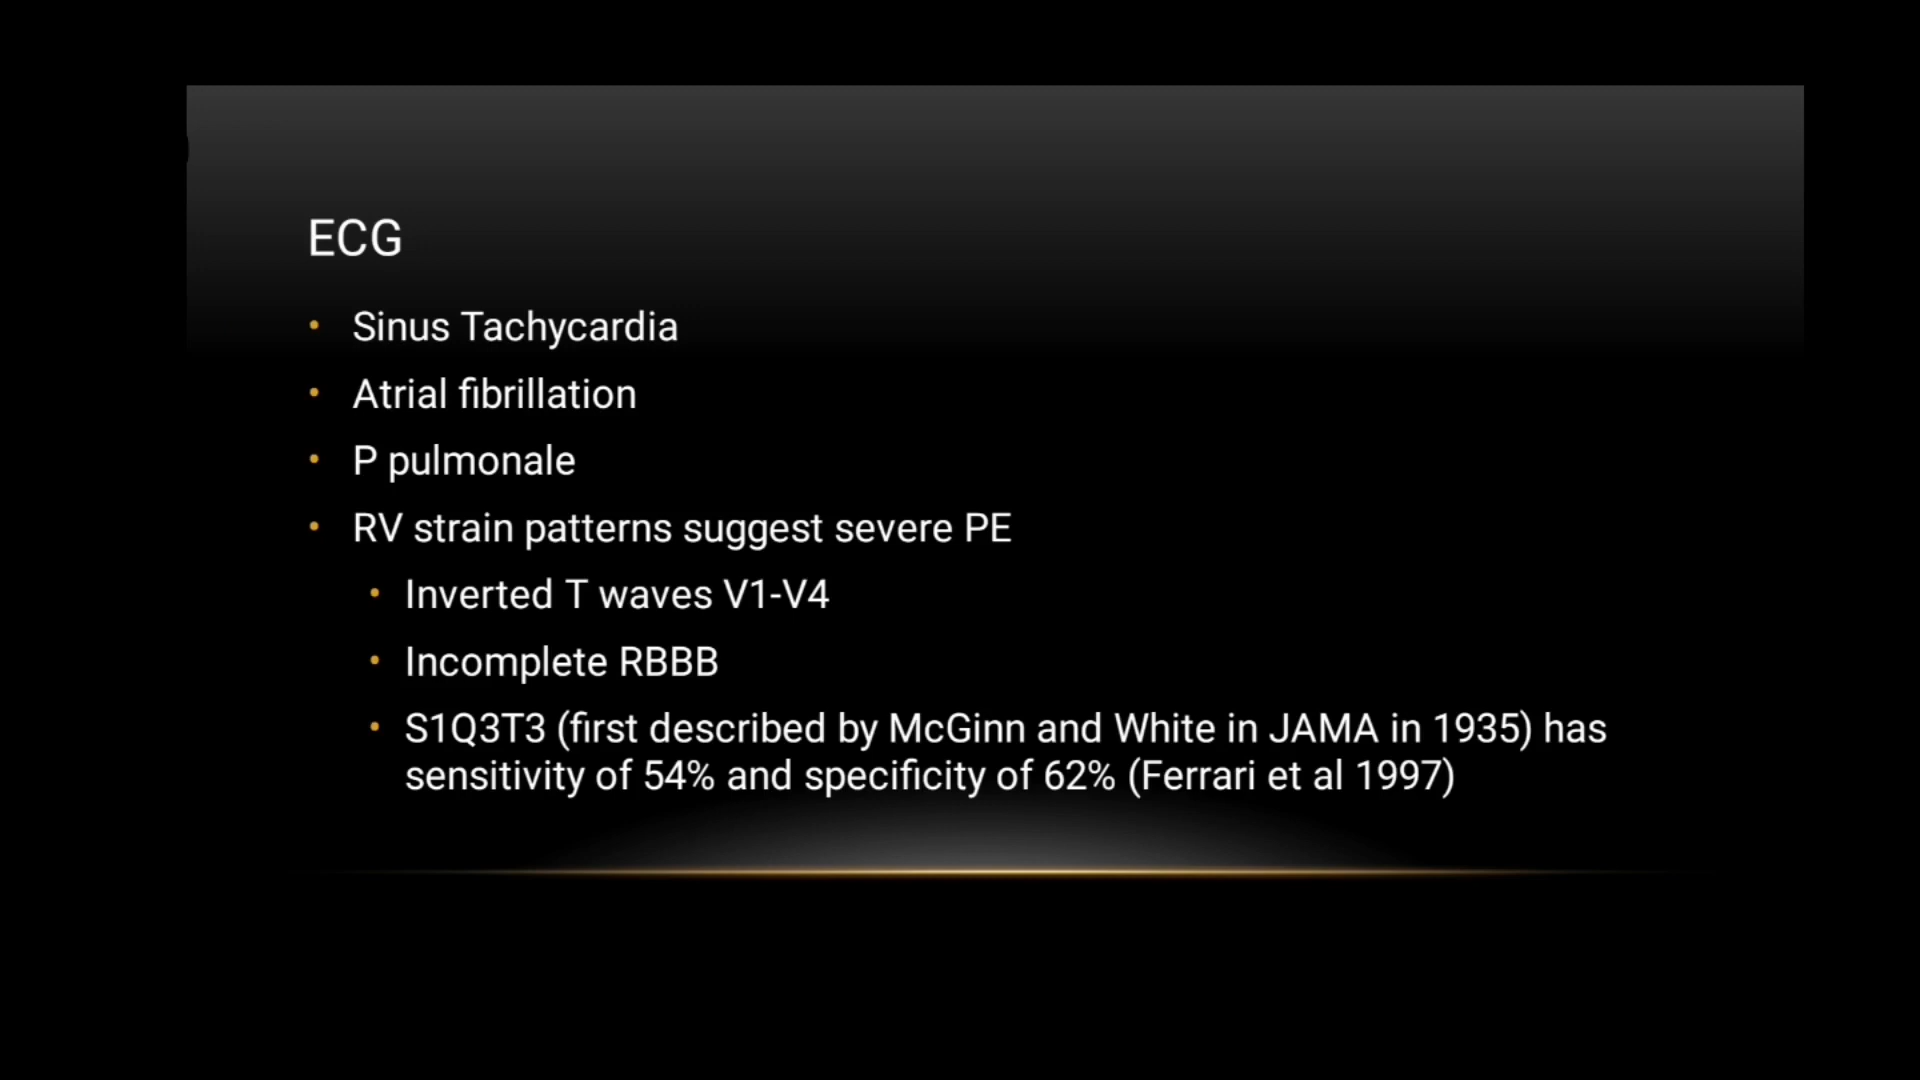 ECG
• Sinus Tachycardia
• Atrial fibrillation
• P pulmonale
• RV strain patterns suggest severe PE
• Inverted T waves V1-V4
• Incomplete RBBB
• S1Q3T3 (first described by McGinn and White in JAMA in 1935) has
sensitivity of 54% and specificity of 62% (Ferrari et al 1997)